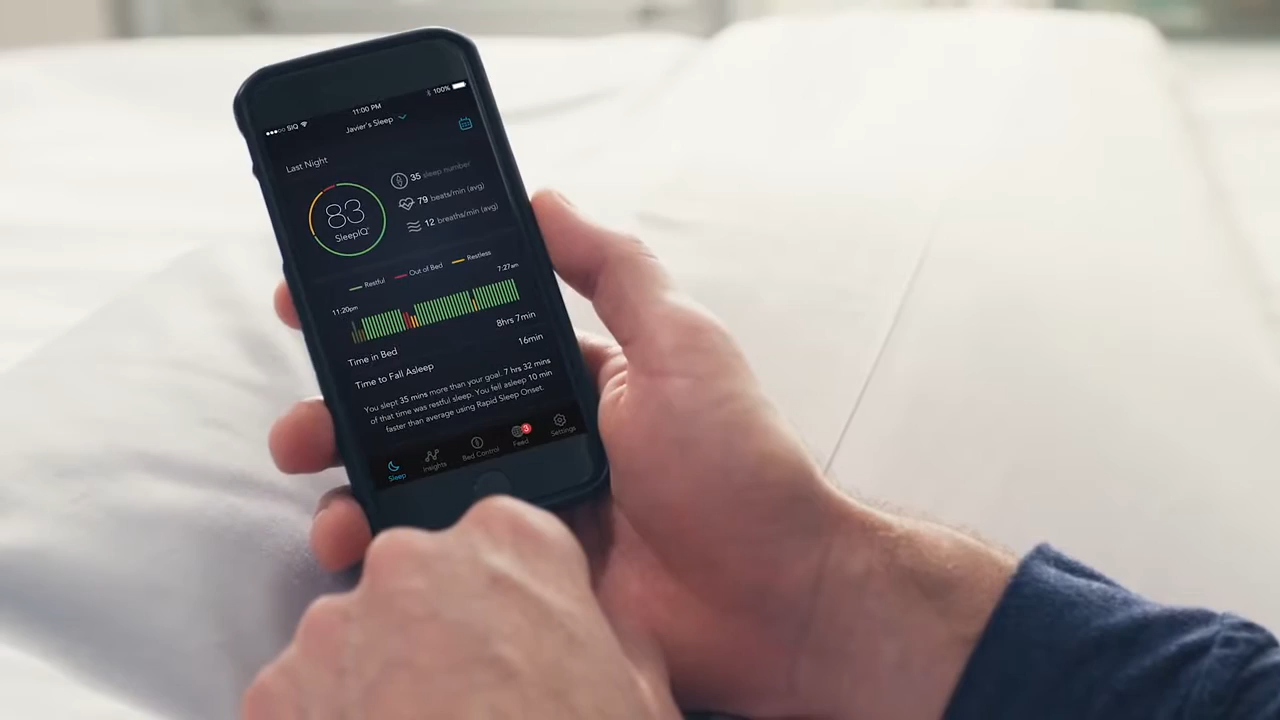 SIQ 11:00 PM 100%
Javier's Sleep
Last Night
83
SleepIQ®
35 sleep number
79 beats/min (avg)
12 breaths/min (avg)
Restful Out of Bed Restless
11:20pm 7:27am
Time in Bed 8hrs 7min
Time to Fall Asleep 16min
You slept 35 mins more than your goal. 7 hrs 32 mins
of that time was restful sleep. You fell asleep 10 min
faster than average using Rapid Sleep Onset.
Sleep Insights Bed Control Feed 3 Settings